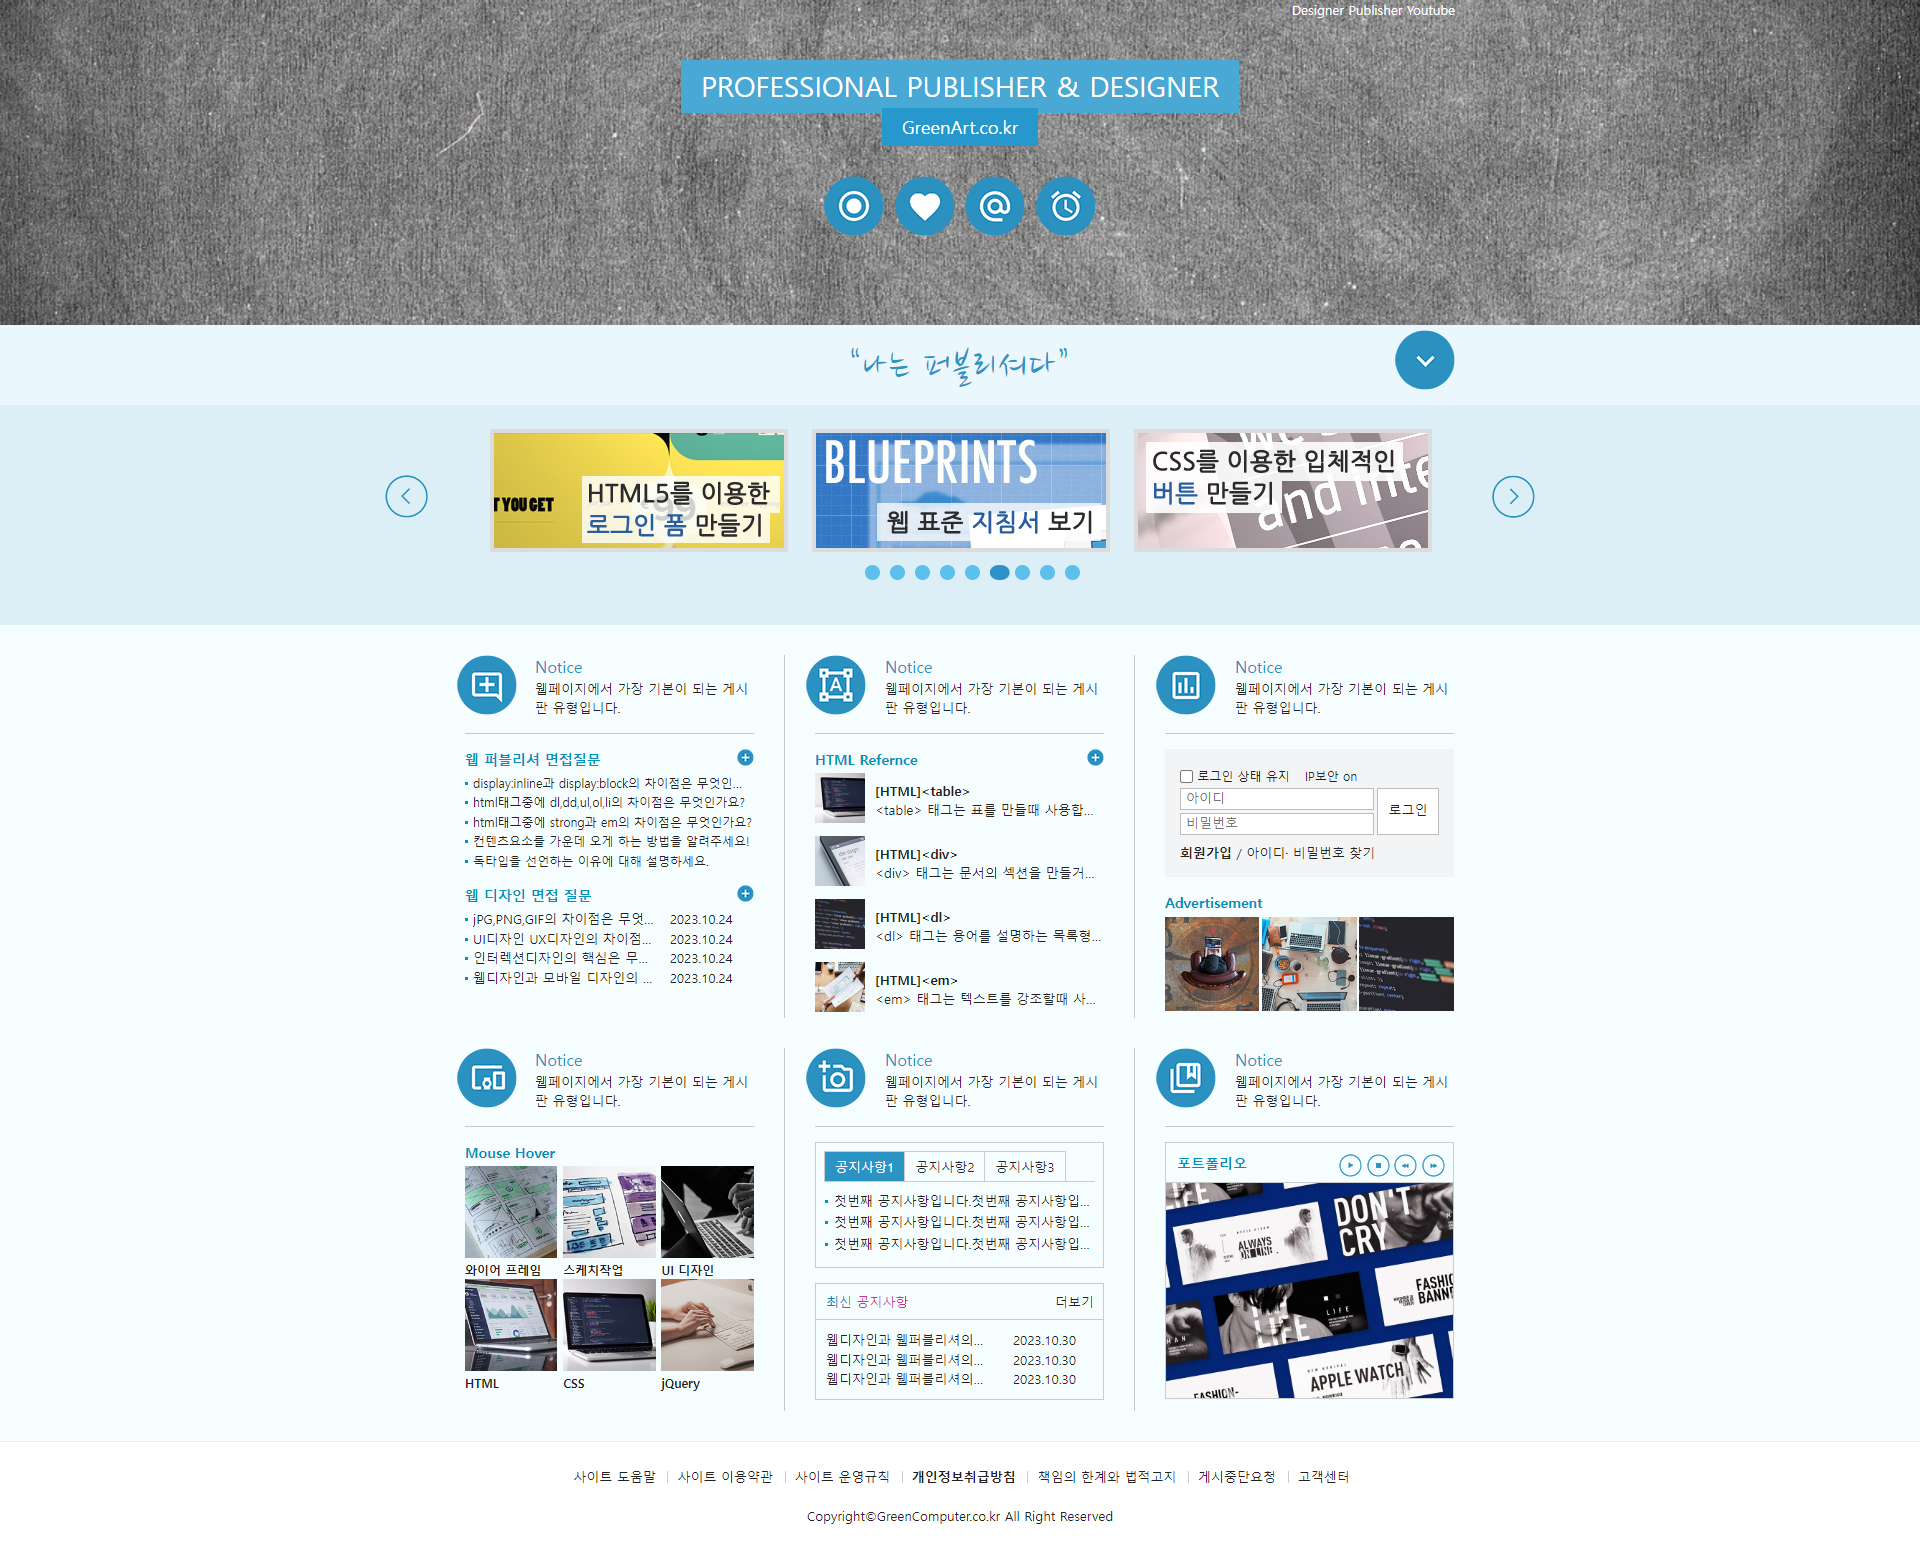 Designer Publisher Youtube
PROFESSIONAL PUBLISHER & DESIGNER
GreenArt.co.kr
“나는 퍼블리셔다”
T YOU GET
HTML5를 이용한
로그인 폼 만들기
BLUEPRINTS
웹 표준 지침서 보기
CSS를 이용한 입체적인
버튼 만들기
Notice
웹페이지에서 가장 기본이 되는 게시
판 유형입니다.
웹 퍼블리셔 면접질문
display:inline과 display:block의 차이점은 무엇인...
html태그중에 dl,dd,ul,ol,li의 차이점은 무엇인가요?
html태그중에 strong과 em의 차이점은 무엇인가요?
컨텐츠요소를 가운데 오게 하는 방법을 알려주세요!
독타입을 선언하는 이유에 대해 설명하세요.
웹 디자인 면접 질문
jPG,PNG,GIF의 차이점은 무엇... 2023.10.24
UI디자인 UX디자인의 차이점... 2023.10.24
인터렉션디자인의 핵심은 무... 2023.10.24
웹디자인과 모바일 디자인의 ... 2023.10.24
Notice
웹페이지에서 가장 기본이 되는 게시
판 유형입니다.
HTML Refernce
[HTML]<table>
<table> 태그는 표를 만들때 사용합...
[HTML]<div>
<div> 태그는 문서의 섹션을 만들거...
[HTML]<dl>
<dl> 태그는 용어를 설명하는 목록형...
[HTML]<em>
<em> 태그는 텍스트를 강조할때 사...
Notice
웹페이지에서 가장 기본이 되는 게시
판 유형입니다.
로그인 상태 유지 IP보안 on
아이디
비밀번호
로그인
회원가입 / 아이디· 비밀번호 찾기
Advertisement
Notice
웹페이지에서 가장 기본이 되는 게시
판 유형입니다.
Mouse Hover
와이어 프레임 스케치작업 UI 디자인
HTML CSS jQuery
Notice
웹페이지에서 가장 기본이 되는 게시
판 유형입니다.
공지사항1 공지사항2 공지사항3
첫번째 공지사항입니다.첫번째 공지사항입...
첫번째 공지사항입니다.첫번째 공지사항입...
첫번째 공지사항입니다.첫번째 공지사항입...
최신 공지사항 더보기
웹디자인과 웹퍼블리셔의... 2023.10.30
웹디자인과 웹퍼블리셔의... 2023.10.30
웹디자인과 웹퍼블리셔의... 2023.10.30
Notice
웹페이지에서 가장 기본이 되는 게시
판 유형입니다.
포트폴리오
LIFE
DON'T
CRY
ALWAYS
ON LINE.
FASHIO
BANNE
LIFE
LIFE
APPLE WATCH
FASHION-
사이트 도움말 사이트 이용약관 사이트 운영규칙 개인정보취급방침 책임의 한계와 법적고지 게시중단요청 고객센터
Copyright©GreenComputer.co.kr All Right Reserved